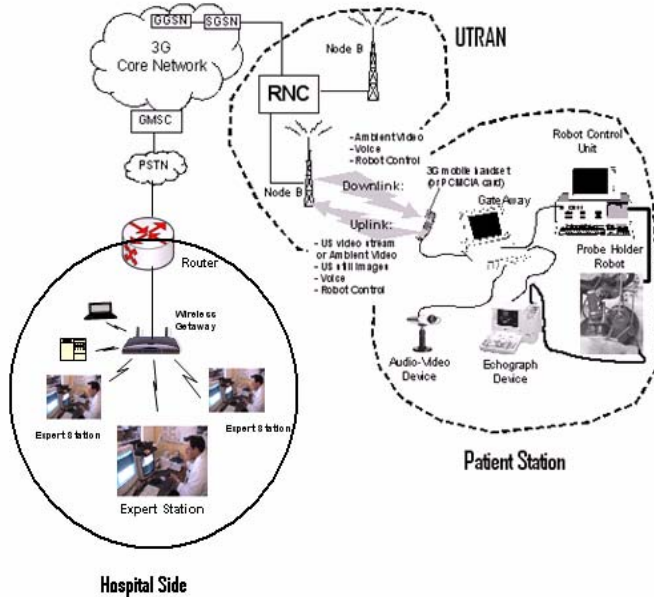 GGSN
SGSN
3G
Core Network
GMSC
PSTN
Router
Wireless
Getaway
Expert Station
Expert Station
Expert Station
Hospital Side
UTRAN
Node B
RNC
Node B
- Ambient Video
- Voice
- Robot Control
Downlink:
Uplink:
- US video stream
or Ambient Video
- US still Images
- Voice
- Robot Control
3G mobile handset
(or PCMCIA card)
GateAway
Robot Control
Unit
Probe Holder
Robot
Audio-Video
Device
Echograph
Device
Patient Station